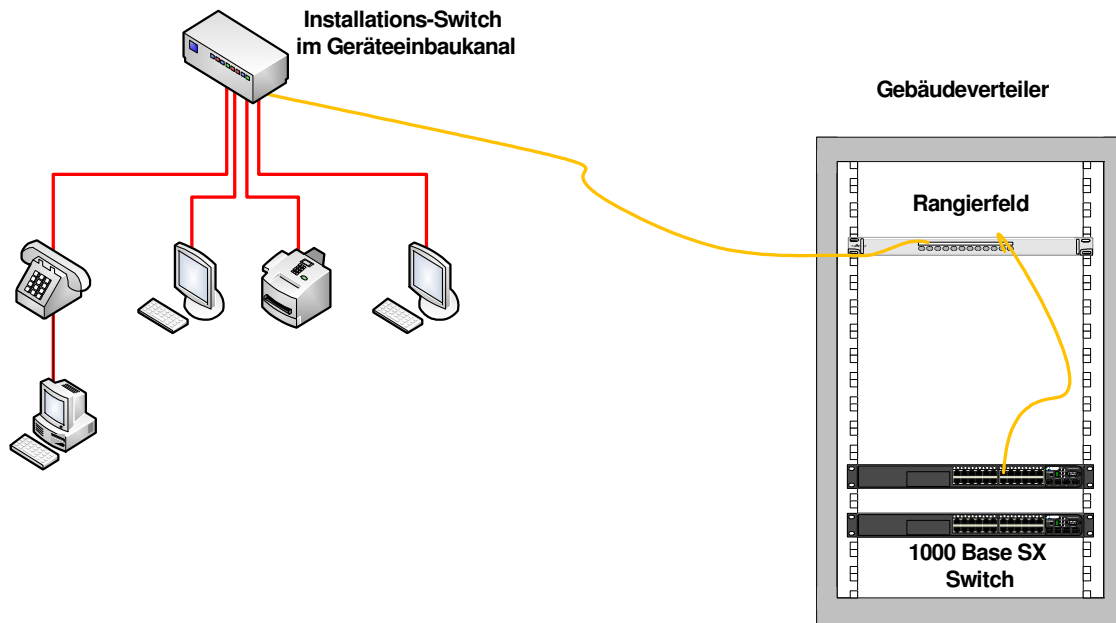 Installations-Switch
im Geräteeinbaukanal
Gebäudeverteiler
Rangierfeld
1000 Base SX
Switch